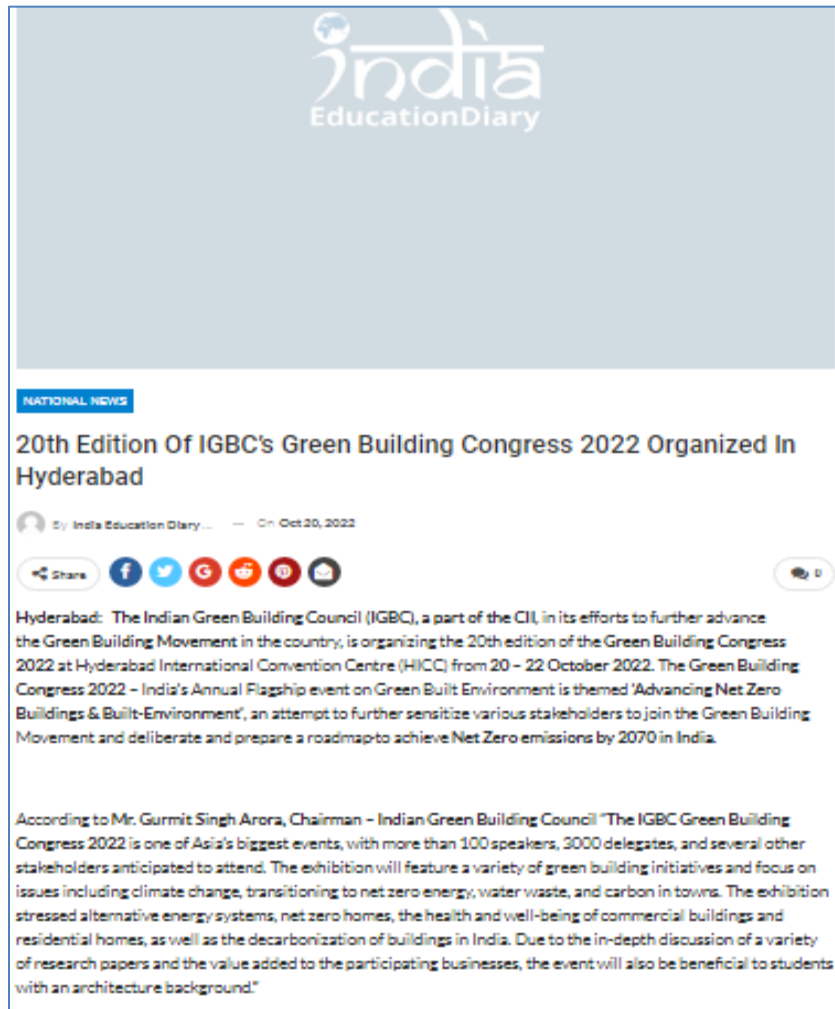 india
EducationDiary
NATIONAL NEWS
20th Edition Of IGBC's Green Building Congress 2022 Organized In
Hyderabad
By India Education Diary ... — On Oct 20, 2022
Share
0
Hyderabad: The Indian Green Building Council (IGBC), a part of the CII, in its efforts to further advance
the Green Building Movement in the country, is organizing the 20th edition of the Green Building Congress
2022 at Hyderabad International Convention Centre (HICC) from 20 – 22 October 2022. The Green Building
Congress 2022 – India's Annual Flagship event on Green Built Environment is themed 'Advancing Net Zero
Buildings & Built-Environment', an attempt to further sensitize various stakeholders to join the Green Building
Movement and deliberate and prepare a roadmap to achieve Net Zero emissions by 2070 in India.
According to Mr. Gurmit Singh Arora, Chairman – Indian Green Building Council "The IGBC Green Building
Congress 2022 is one of Asia's biggest events, with more than 100 speakers, 3000 delegates, and several other
stakeholders anticipated to attend. The exhibition will feature a variety of green building initiatives and focus on
issues including climate change, transitioning to net zero energy, water waste, and carbon in towns. The exhibition
stressed alternative energy systems, net zero homes, the health and well-being of commercial buildings and
residential homes, as well as the decarbonization of buildings in India. Due to the in-depth discussion of a variety
of research papers and the value added to the participating businesses, the event will also be beneficial to students
with an architecture background."